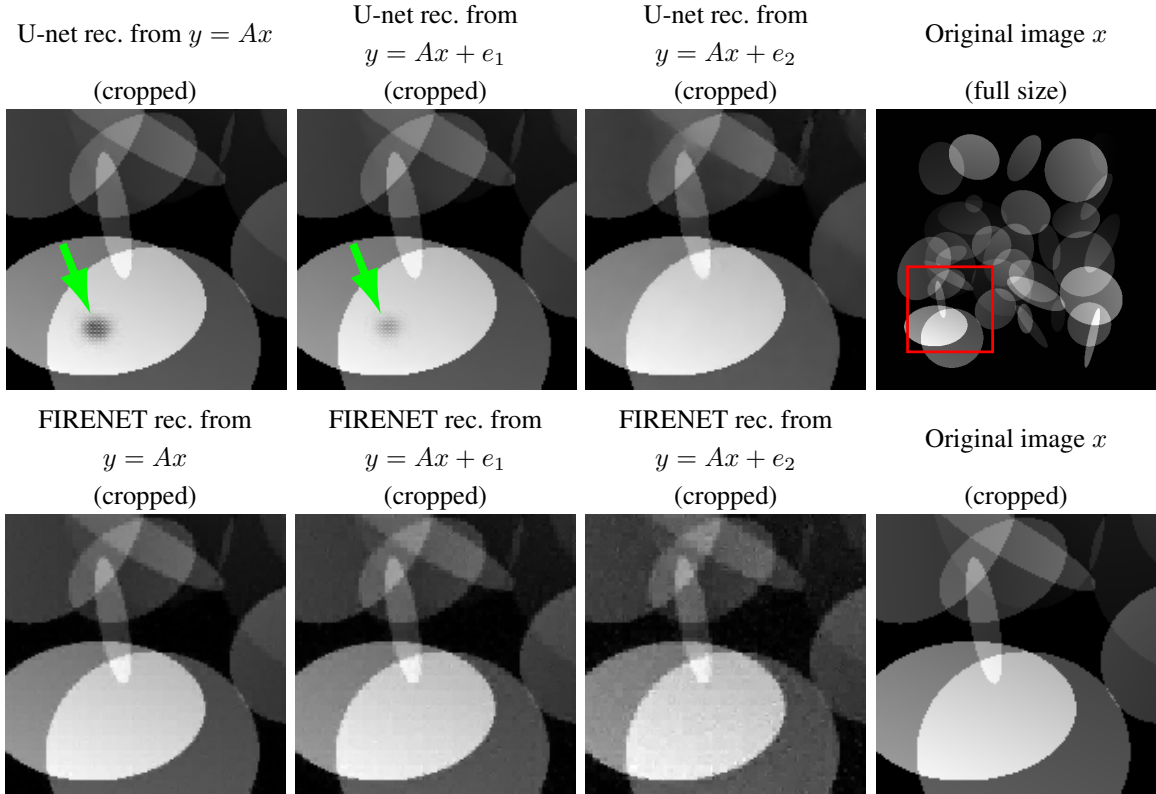 U-net rec. from y = Ax
(cropped)
U-net rec. from
y = Ax + e₁
(cropped)
U-net rec. from
y = Ax + e₂
(cropped)
Original image x
(full size)
FIRENET rec. from
y = Ax
(cropped)
FIRENET rec. from
y = Ax + e₁
(cropped)
FIRENET rec. from
y = Ax + e₂
(cropped)
Original image x
(cropped)